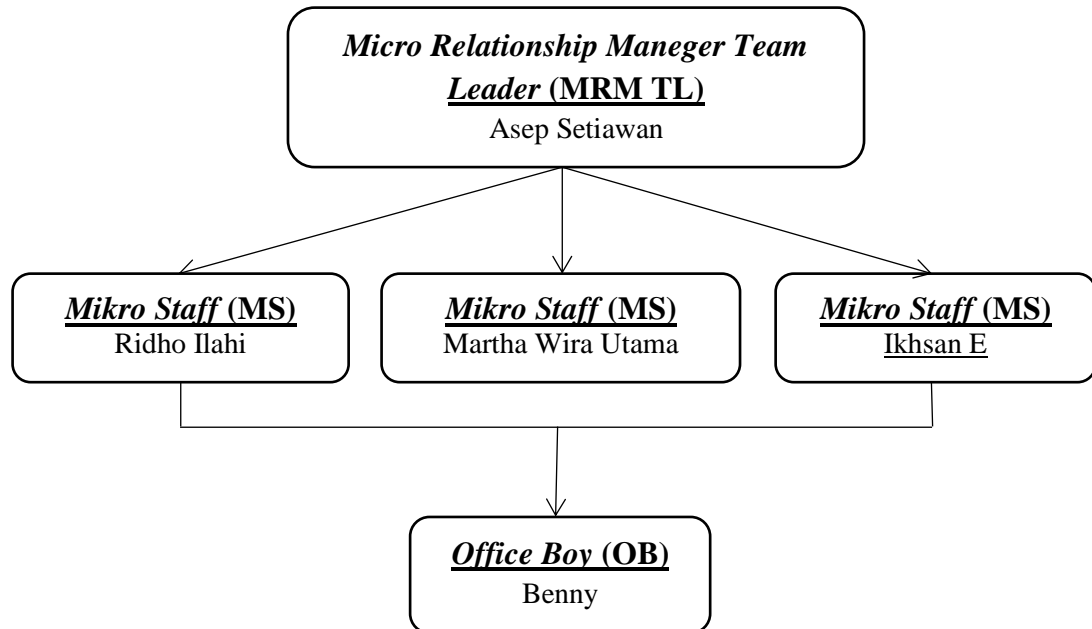 Micro Relationship Maneger Team
Leader (MRM TL)
Asep Setiawan
Mikro Staff (MS)
Ridho Ilahi
Mikro Staff (MS)
Martha Wira Utama
Mikro Staff (MS)
Ikhsan E
Office Boy (OB)
Benny